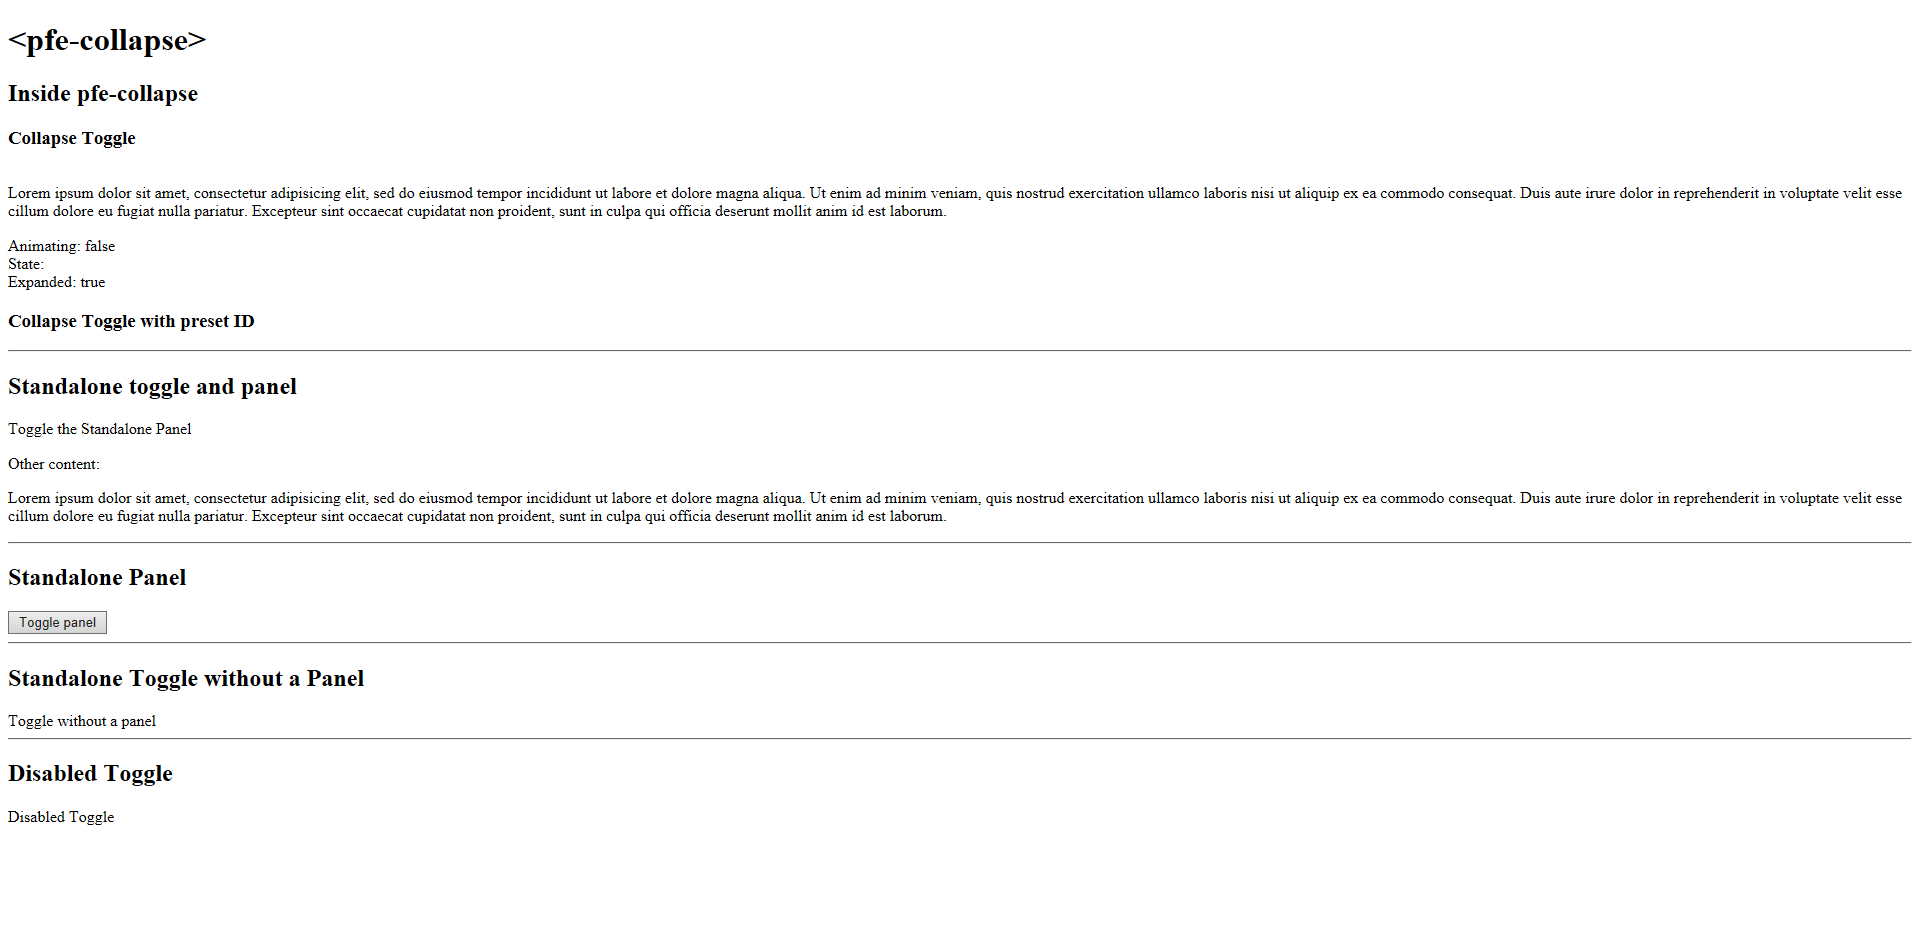 <pfe-collapse>
Inside pfe-collapse
Collapse Toggle
Lorem ipsum dolor sit amet, consectetur adipisicing elit, sed do eiusmod tempor incididunt ut labore et dolore magna aliqua. Ut enim ad minim veniam, quis nostrud exercitation ullamco laboris nisi ut aliquip ex ea commodo consequat. Duis aute irure dolor in reprehenderit in voluptate velit esse
cillum dolore eu fugiat nulla pariatur. Excepteur sint occaecat cupidatat non proident, sunt in culpa qui officia deserunt mollit anim id est laborum.
Animating: false
State:
Expanded: true
Collapse Toggle with preset ID
Standalone toggle and panel
Toggle the Standalone Panel
Other content:
Lorem ipsum dolor sit amet, consectetur adipisicing elit, sed do eiusmod tempor incididunt ut labore et dolore magna aliqua. Ut enim ad minim veniam, quis nostrud exercitation ullamco laboris nisi ut aliquip ex ea commodo consequat. Duis aute irure dolor in reprehenderit in voluptate velit esse
cillum dolore eu fugiat nulla pariatur. Excepteur sint occaecat cupidatat non proident, sunt in culpa qui officia deserunt mollit anim id est laborum.
Standalone Panel
Toggle panel
Standalone Toggle without a Panel
Toggle without a panel
Disabled Toggle
Disabled Toggle